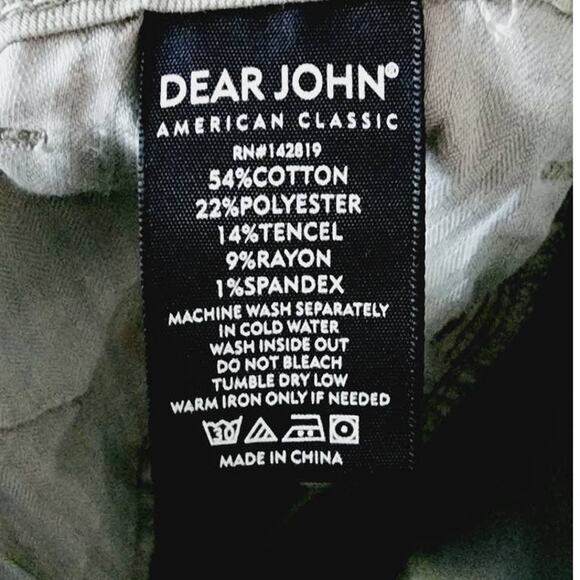 DEAR JOHN®
AMERICAN CLASSIC
RN#142819
54%COTTON
22%POLYESTER
14%TENCEL
9%RAYON
1%SPANDEX
MACHINE WASH SEPARATELY
IN COLD WATER
WASH INSIDE OUT
DO NOT BLEACH
TUMBLE DRY LOW
WARM IRON ONLY IF NEEDED
30
MADE IN CHINA